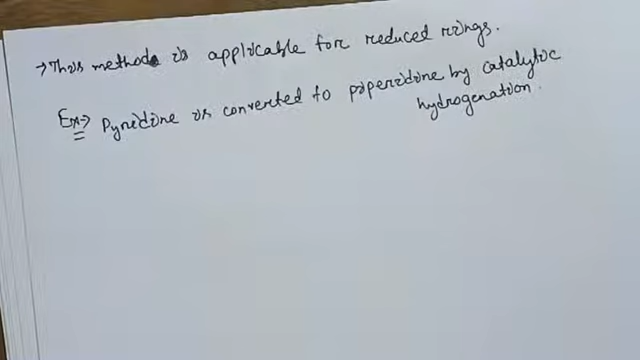 → This method is applicable for reduced rings.
Ex→ Pyridine is converted to piperidine by catalytic
hydrogenation.